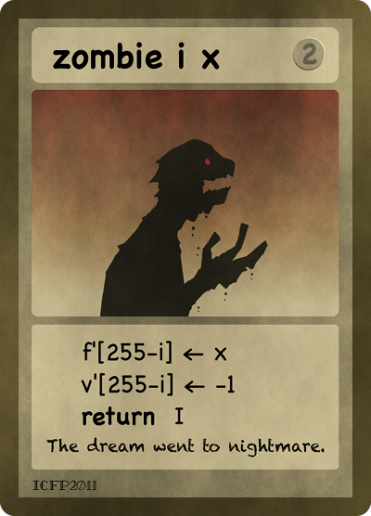 zombie i x
2
f'[255-i] ← x
v'[255-i] ← -1
return I
The dream went to nightmare.
ICFP2011